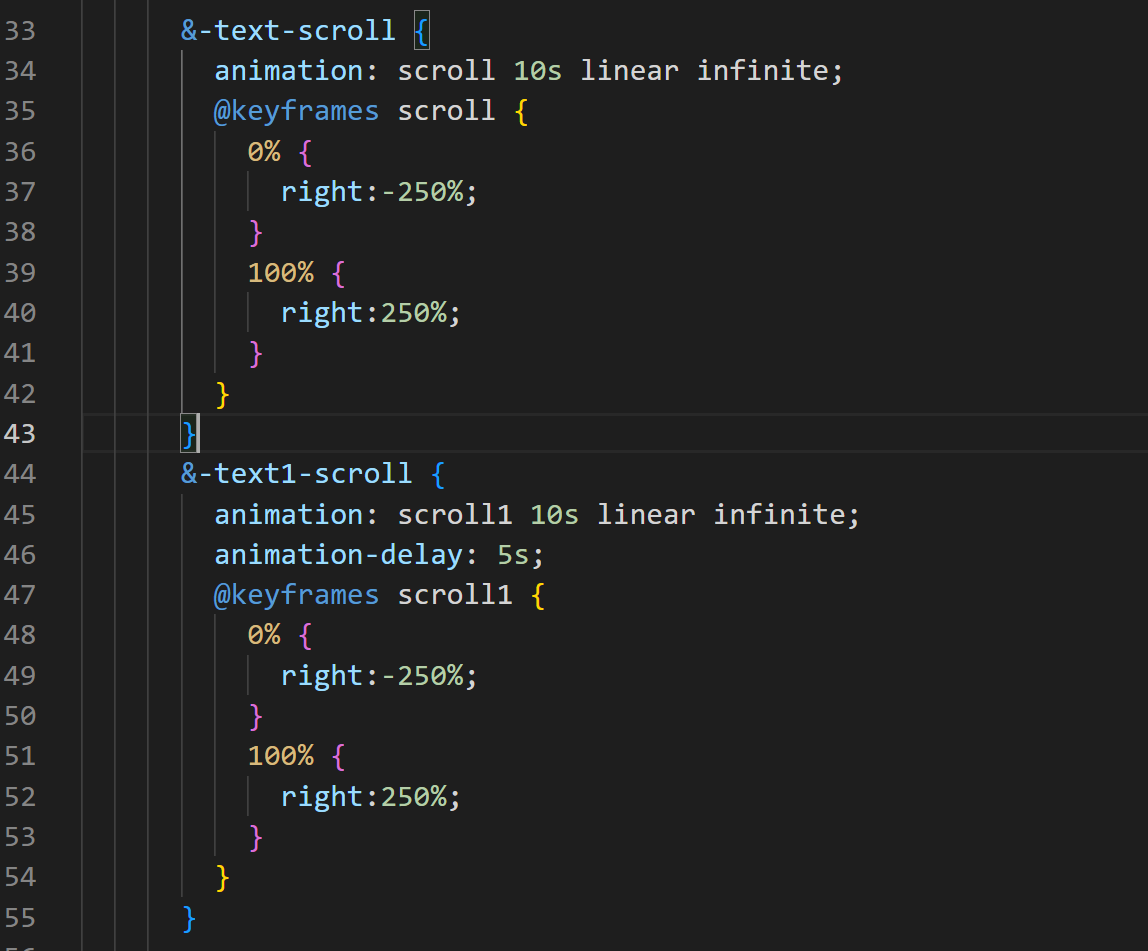 33 &-text-scroll {
34 animation: scroll 10s linear infinite;
35 @keyframes scroll {
36 0% {
37 right:-250%;
38 }
39 100% {
40 right:250%;
41 }
42 }
43 }
44 &-text1-scroll {
45 animation: scroll1 10s linear infinite;
46 animation-delay: 5s;
47 @keyframes scroll1 {
48 0% {
49 right:-250%;
50 }
51 100% {
52 right:250%;
53 }
54 }
55 }